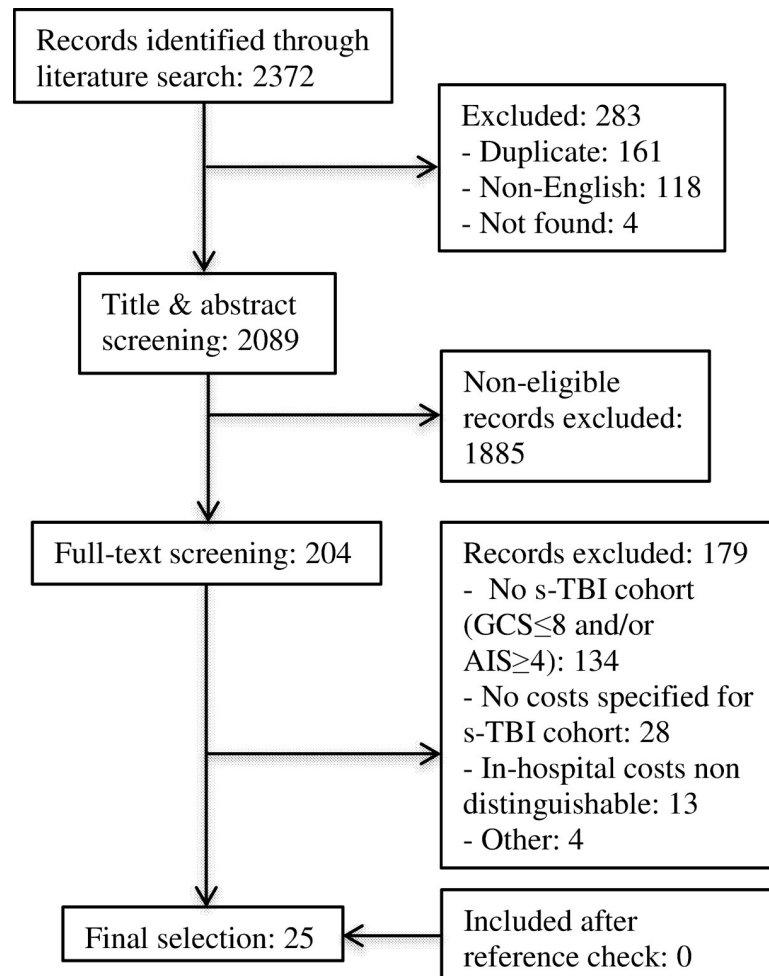 Records identified through
literature search: 2372
Excluded: 283
- Duplicate: 161
- Non-English: 118
- Not found: 4
Title & abstract
screening: 2089
Non-eligible
records excluded:
1885
Full-text screening: 204
Records excluded: 179
- No s-TBI cohort
(GCS≤8 and/or
AIS≥4): 134
- No costs specified for
s-TBI cohort: 28
- In-hospital costs non
distinguishable: 13
- Other: 4
Final selection: 25
Included after
reference check: 0